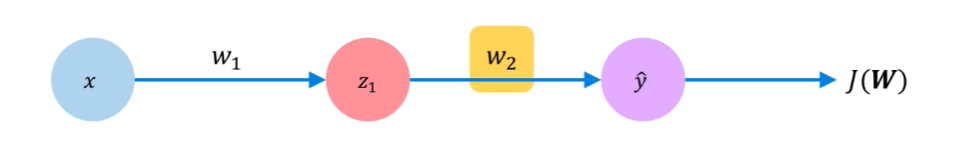 x w₁ z₁ w₂ ŷ J(W)